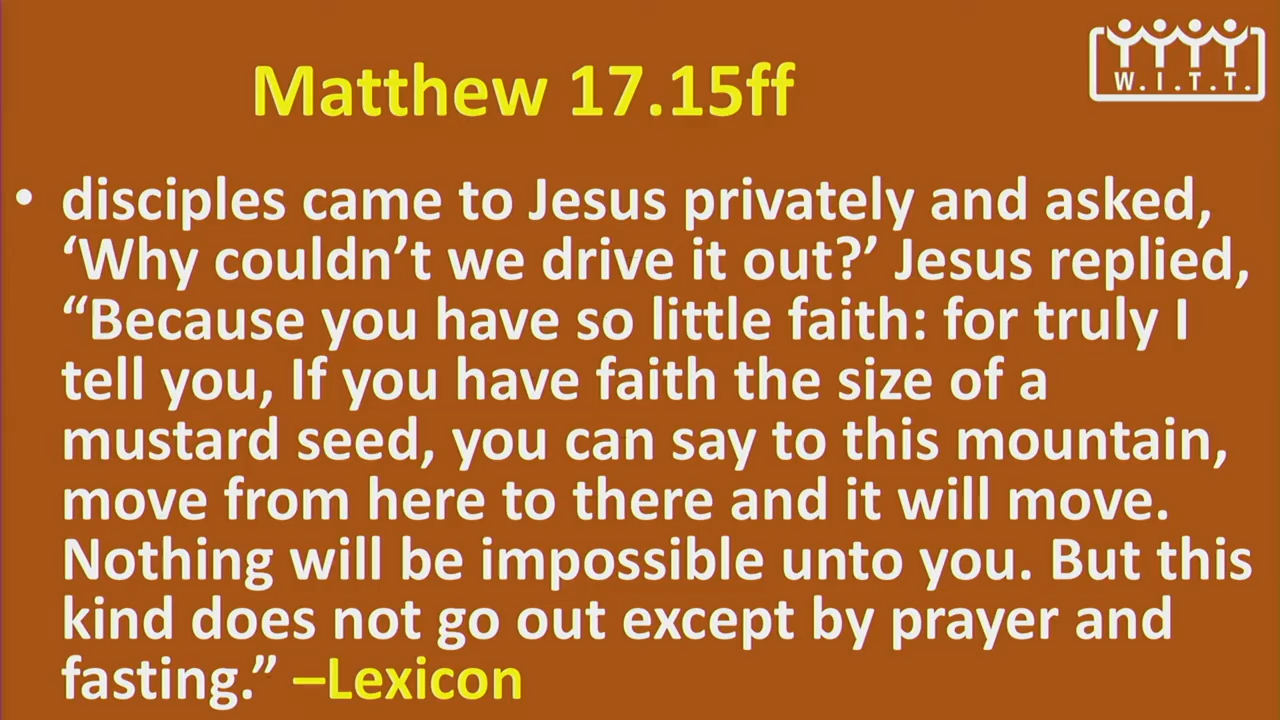 W.I.T.T.
Matthew 17.15ff
• disciples came to Jesus privately and asked,
‘Why couldn’t we drive it out?’ Jesus replied,
“Because you have so little faith: for truly I
tell you, If you have faith the size of a
mustard seed, you can say to this mountain,
move from here to there and it will move.
Nothing will be impossible unto you. But this
kind does not go out except by prayer and
fasting.” –Lexicon